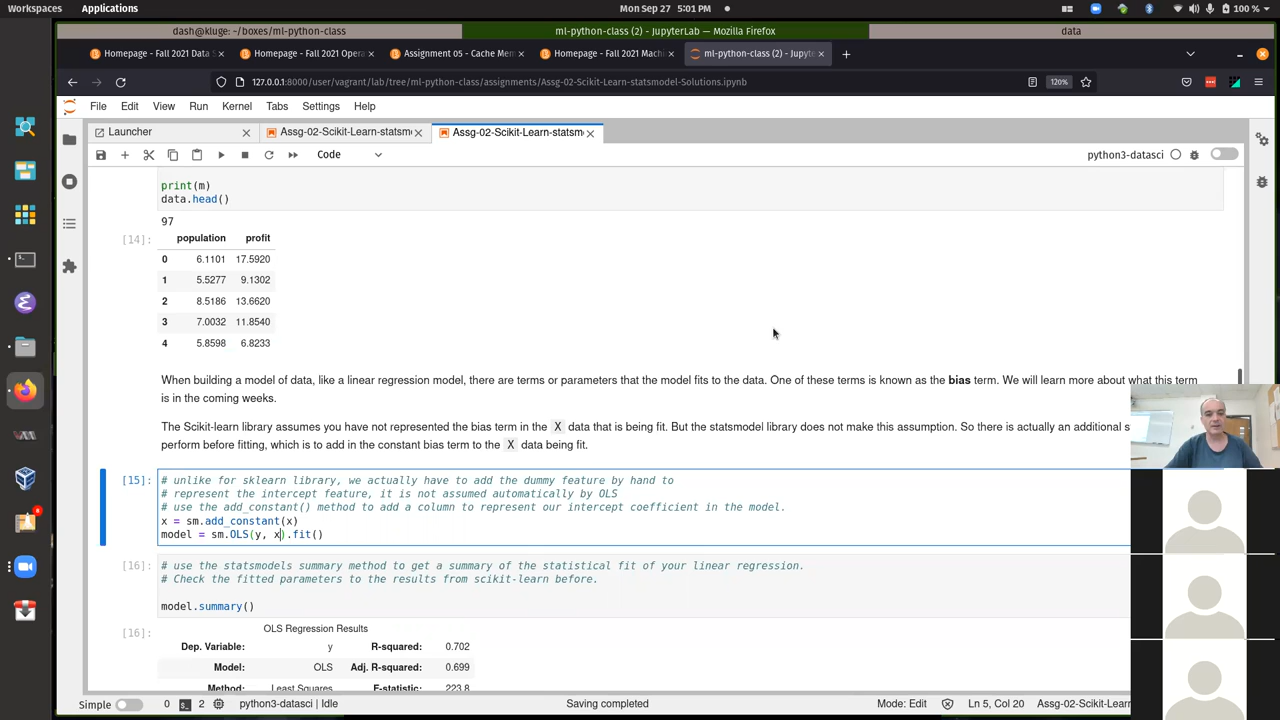 Workspaces Applications Mon Sep 27 5:01 PM 100 %
dash@kluge: ~/boxes/ml-python-class ml-python-class (2) - JupyterLab — Mozilla Firefox data
Homepage - Fall 2021 Data S Homepage - Fall 2021 Opera Assignment 05 - Cache Mem Homepage - Fall 2021 Machi ml-python-class (2) - Jupyte
127.0.0.1:8000/user/vagrant/lab/tree/ml-python-class/assignments/Assg-02-Scikit-Learn-statsmodel-Solutions.ipynb 120%
File Edit View Run Kernel Tabs Settings Help
Launcher Assg-02-Scikit-Learn-statsm Assg-02-Scikit-Learn-statsm
Code python3-datasci
print(m)
data.head()
97
[14]: population profit
0 6.1101 17.5920
1 5.5277 9.1302
2 8.5186 13.6620
3 7.0032 11.8540
4 5.8598 6.8233
When building a model of data, like a linear regression model, there are terms or parameters that the model fits to the data. One of these terms is known as the bias term. We will learn more about what this term
is in the coming weeks.
The Scikit-learn library assumes you have not represented the bias term in the X data that is being fit. But the statsmodel library does not make this assumption. So there is actually an additional s
perform before fitting, which is to add in the constant bias term to the X data being fit.
[15]: # unlike for sklearn library, we actually have to add the dummy feature by hand to
# represent the intercept feature, it is not assumed automatically by OLS
# use the add_constant() method to add a column to represent our intercept coefficient in the model.
x = sm.add_constant(x)
model = sm.OLS(y, x).fit()
[16]: # use the statsmodels summary method to get a summary of the statistical fit of your linear regression.
# Check the fitted parameters to the results from scikit-learn before.
model.summary()
[16]: OLS Regression Results
Dep. Variable: y R-squared: 0.702
Model: OLS Adj. R-squared: 0.699
Method: Least Squares F-statistic: 223.8
Simple 0 2 python3-datasci | Idle Saving completed Mode: Edit Ln 5, Col 20 Assg-02-Scikit-Learn-statsm